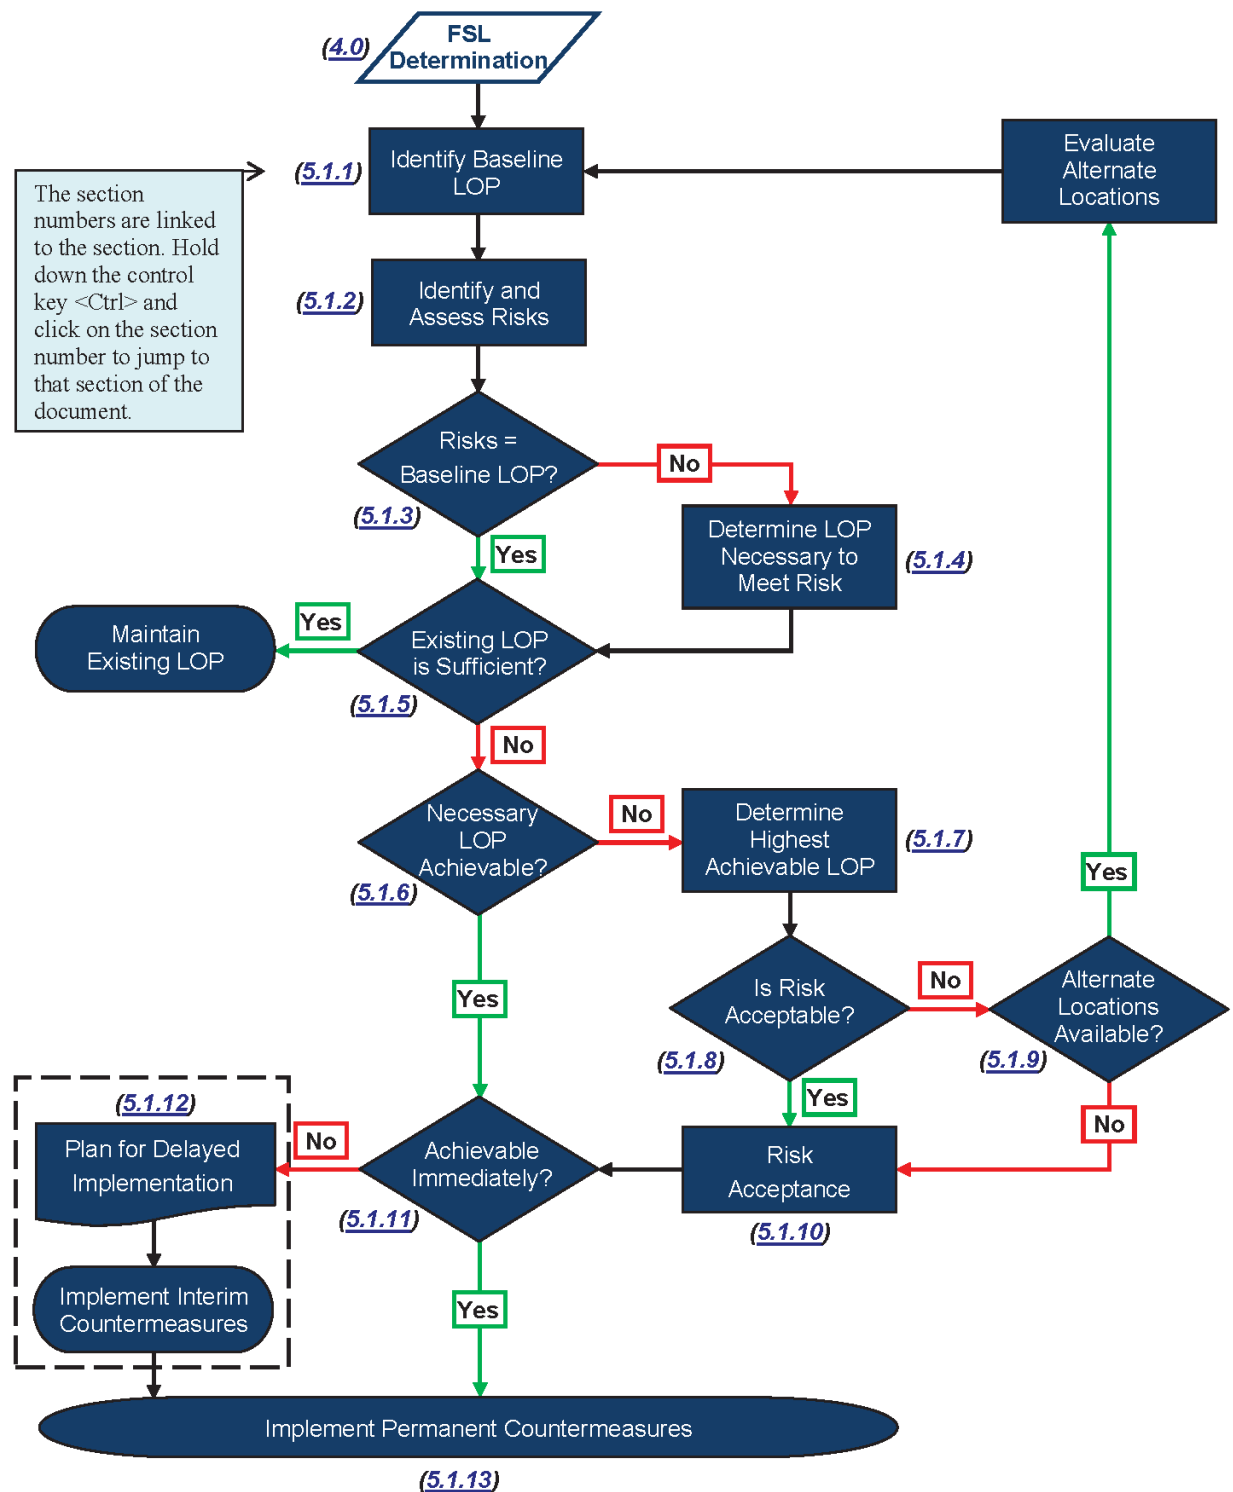 FSL
Determination
(4.0)
Identify Baseline
LOP
(5.1.1)
Evaluate
Alternate
Locations
The section
numbers are linked
to the section. Hold
down the control
key <Ctrl> and
click on the section
number to jump to
that section of the
document.
Identify and
Assess Risks
(5.1.2)
Risks =
Baseline LOP?
(5.1.3)
No
Yes
Determine LOP
Necessary to
Meet Risk
(5.1.4)
Existing LOP
is Sufficient?
(5.1.5)
Yes
Maintain
Existing LOP
No
Necessary
LOP
Achievable?
(5.1.6)
No
Determine
Highest
Achievable LOP
(5.1.7)
Yes
Is Risk
Acceptable?
(5.1.8)
No
Alternate
Locations
Available?
(5.1.9)
Yes
Yes
No
Risk
Acceptance
(5.1.10)
Achievable
Immediately?
(5.1.11)
No
(5.1.12)
Plan for Delayed
Implementation
Implement Interim
Countermeasures
Yes
Implement Permanent Countermeasures
(5.1.13)